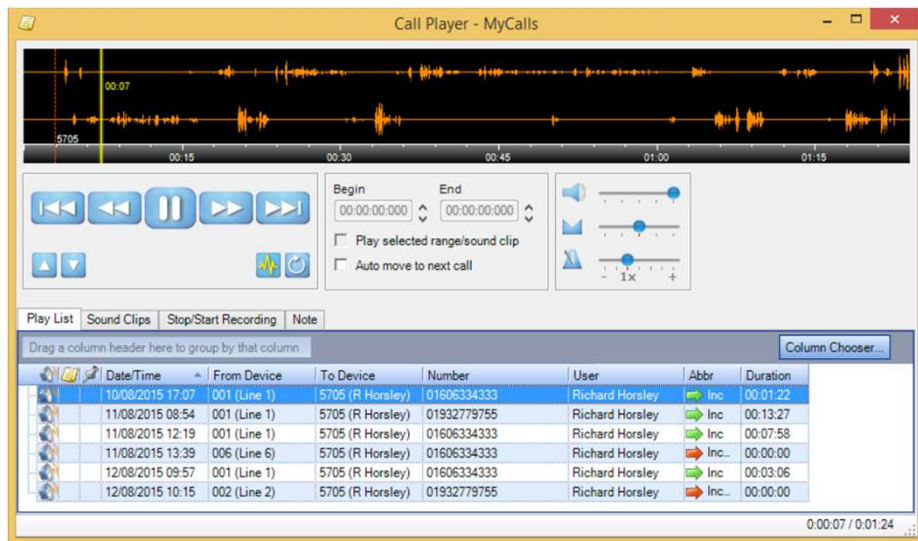 Call Player - MyCalls
00:07
5705
00:15 00:30 00:45 01:00 01:15
Begin End
00:00:00:000 00:00:00:000
Play selected range/sound clip
Auto move to next call
- 1x +
Play List Sound Clips Stop/Start Recording Note
Drag a column header here to group by that column Column Chooser...
Date/Time From Device To Device Number User Abbr Duration
10/08/2015 17:07 001 (Line 1) 5705 (R Horsley) 01606334333 Richard Horsley Inc 00:01:22
11/08/2015 08:54 001 (Line 1) 5705 (R Horsley) 01932779755 Richard Horsley Inc 00:13:27
11/08/2015 12:19 001 (Line 1) 5705 (R Horsley) 01606334333 Richard Horsley Inc 00:07:58
11/08/2015 13:39 006 (Line 6) 5705 (R Horsley) 01606334333 Richard Horsley Inc... 00:00:00
12/08/2015 09:57 001 (Line 1) 5705 (R Horsley) 01606334333 Richard Horsley Inc 00:03:06
12/08/2015 10:15 002 (Line 2) 5705 (R Horsley) 01932779755 Richard Horsley Inc... 00:00:00
0:00:07 / 0:01:24